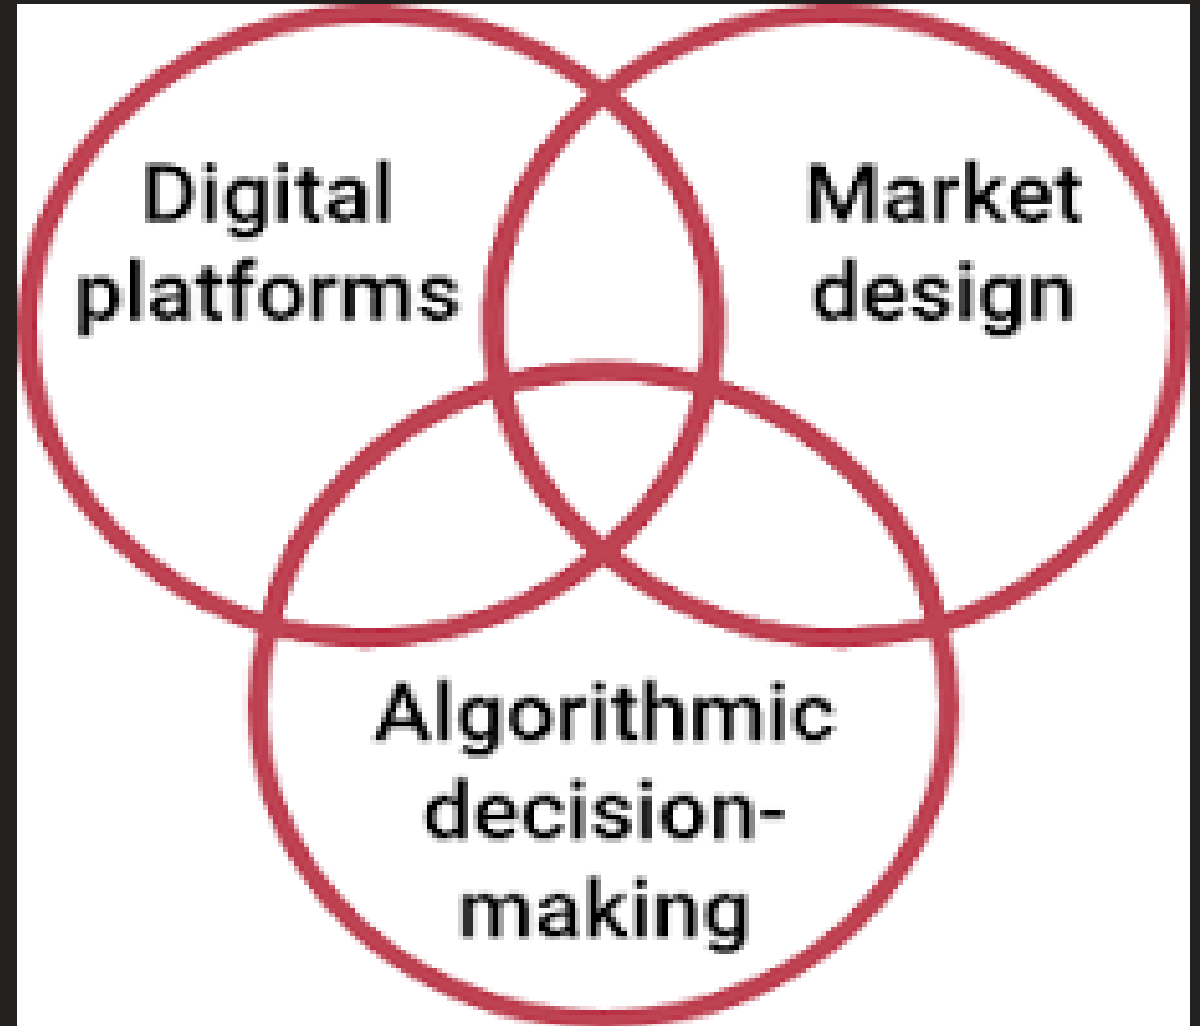 Digital
platforms
Market
design
Algorithmic
decision-
making